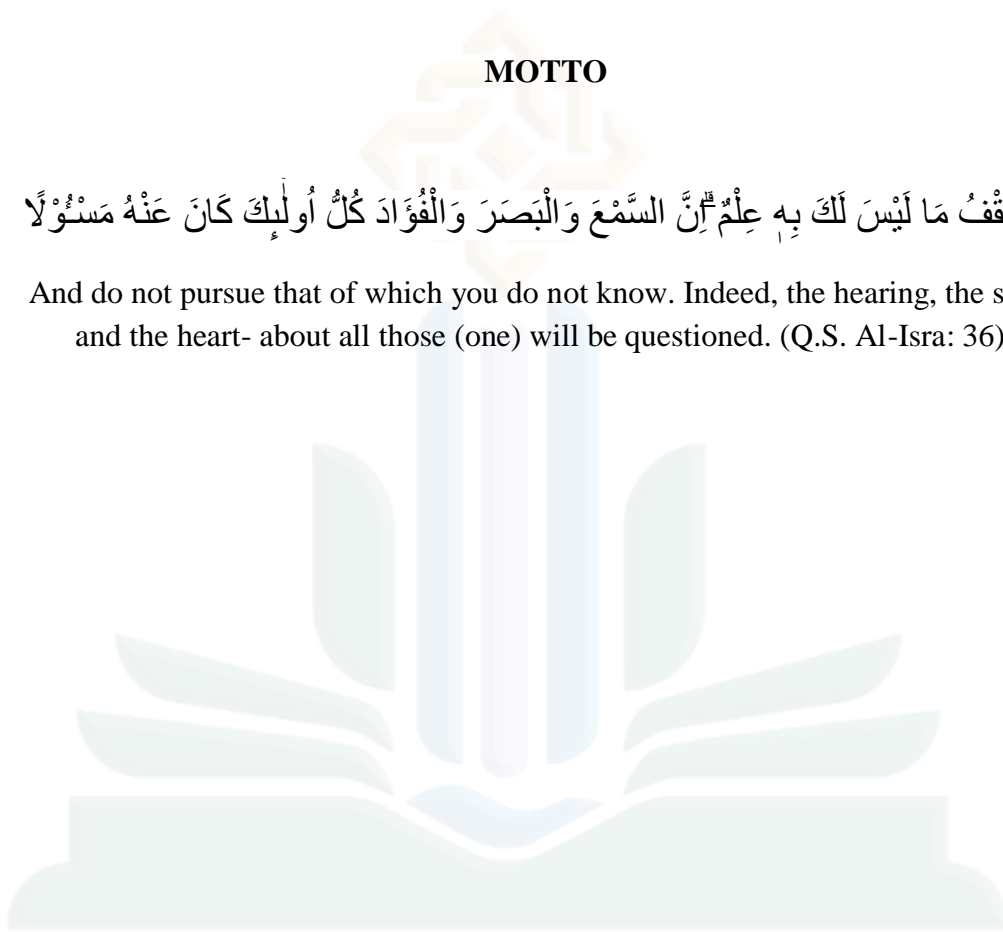 MOTTO
مَا لَيْسَ لَكَ بِهٖ عِلْمٌ ۗاِنَّ السَّمْعَ وَالْبَصَرَ وَالْفُؤَادَ كُلُّ اُولٰۤىِٕكَ كَانَ عَنْهُ مَسْـُٔوْلًا
And do not pursue that of which you do not know. Indeed, the hearing, the
and the heart- about all those (one) will be questioned. (Q.S. Al-Isra: 36)